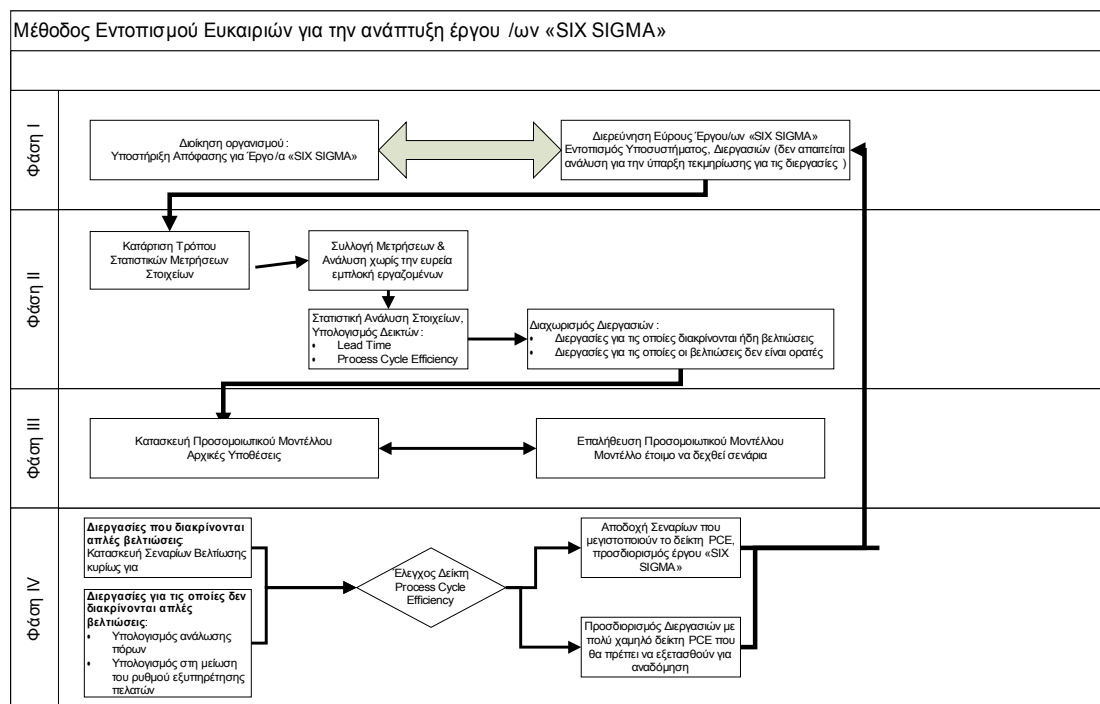 Μέθοδος Εντοπισμού Ευκαιριών για την ανάπτυξη έργου /ων «SIX SIGMA»
Φάση I
Διοίκηση οργανισμού :
Υποστήριξη Απόφασης για Έργο /α «SIX SIGMA»
Διερεύνηση Εύρους Έργου/ων «SIX SIGMA»
Εντοπισμός Υποσυστήματος, Διεργασιών (δεν απαιτείται
ανάλυση για την ύπαρξη τεκμηρίωσης για τις διεργασίες )
Φάση II
Κατάρτιση Τρόπου
Στατιστικών Μετρήσεων
Στοιχείων
Συλλογή Μετρήσεων &
Ανάλυση χωρίς την ευρεία
εμπλοκή εργαζομένων
Στατιστική Ανάλυση Στοιχείων,
Υπολογισμός Δεικτών :
• Lead Time
• Process Cycle Efficiency
Διαχωρισμός Διεργασιών :
• Διεργασίες για τις οποίες διακρίνονται ήδη βελτιώσεις
• Διεργασίες για τις οποίες οι βελτιώσεις δεν είναι ορατές
Φάση III
Κατασκευή Προσομοιωτικού Μοντέλλου
Αρχικές Υποθέσεις
Επαλήθευση Προσομοιωτικού Μοντέλλου
Μοντέλλο έτοιμο να δεχθεί σενάρια
Φάση IV
Διεργασίες που διακρίνονται
απλές βελτιώσεις:
Κατασκευή Σεναρίων Βελτίωσης
κυρίως για
Διεργασίες για τις οποίες δεν
διακρίνονται απλές
βελτιώσεις:
• Υπολογισμός ανάλωσης
πόρων
• Υπολογισμός στη μείωση
του ρυθμού εξυπηρέτησης
πελατών
Έλεγχος Δείκτη
Process Cycle
Efficiency
Αποδοχή Σεναρίων που
μεγιστοποιούν το δείκτη PCE,
προσδιορισμός έργου «SIX
SIGMA»
Προσδιορισμός Διεργασιών με
πολύ χαμηλό δείκτη PCE που
θα πρέπει να εξετασθούν για
αναδόμηση